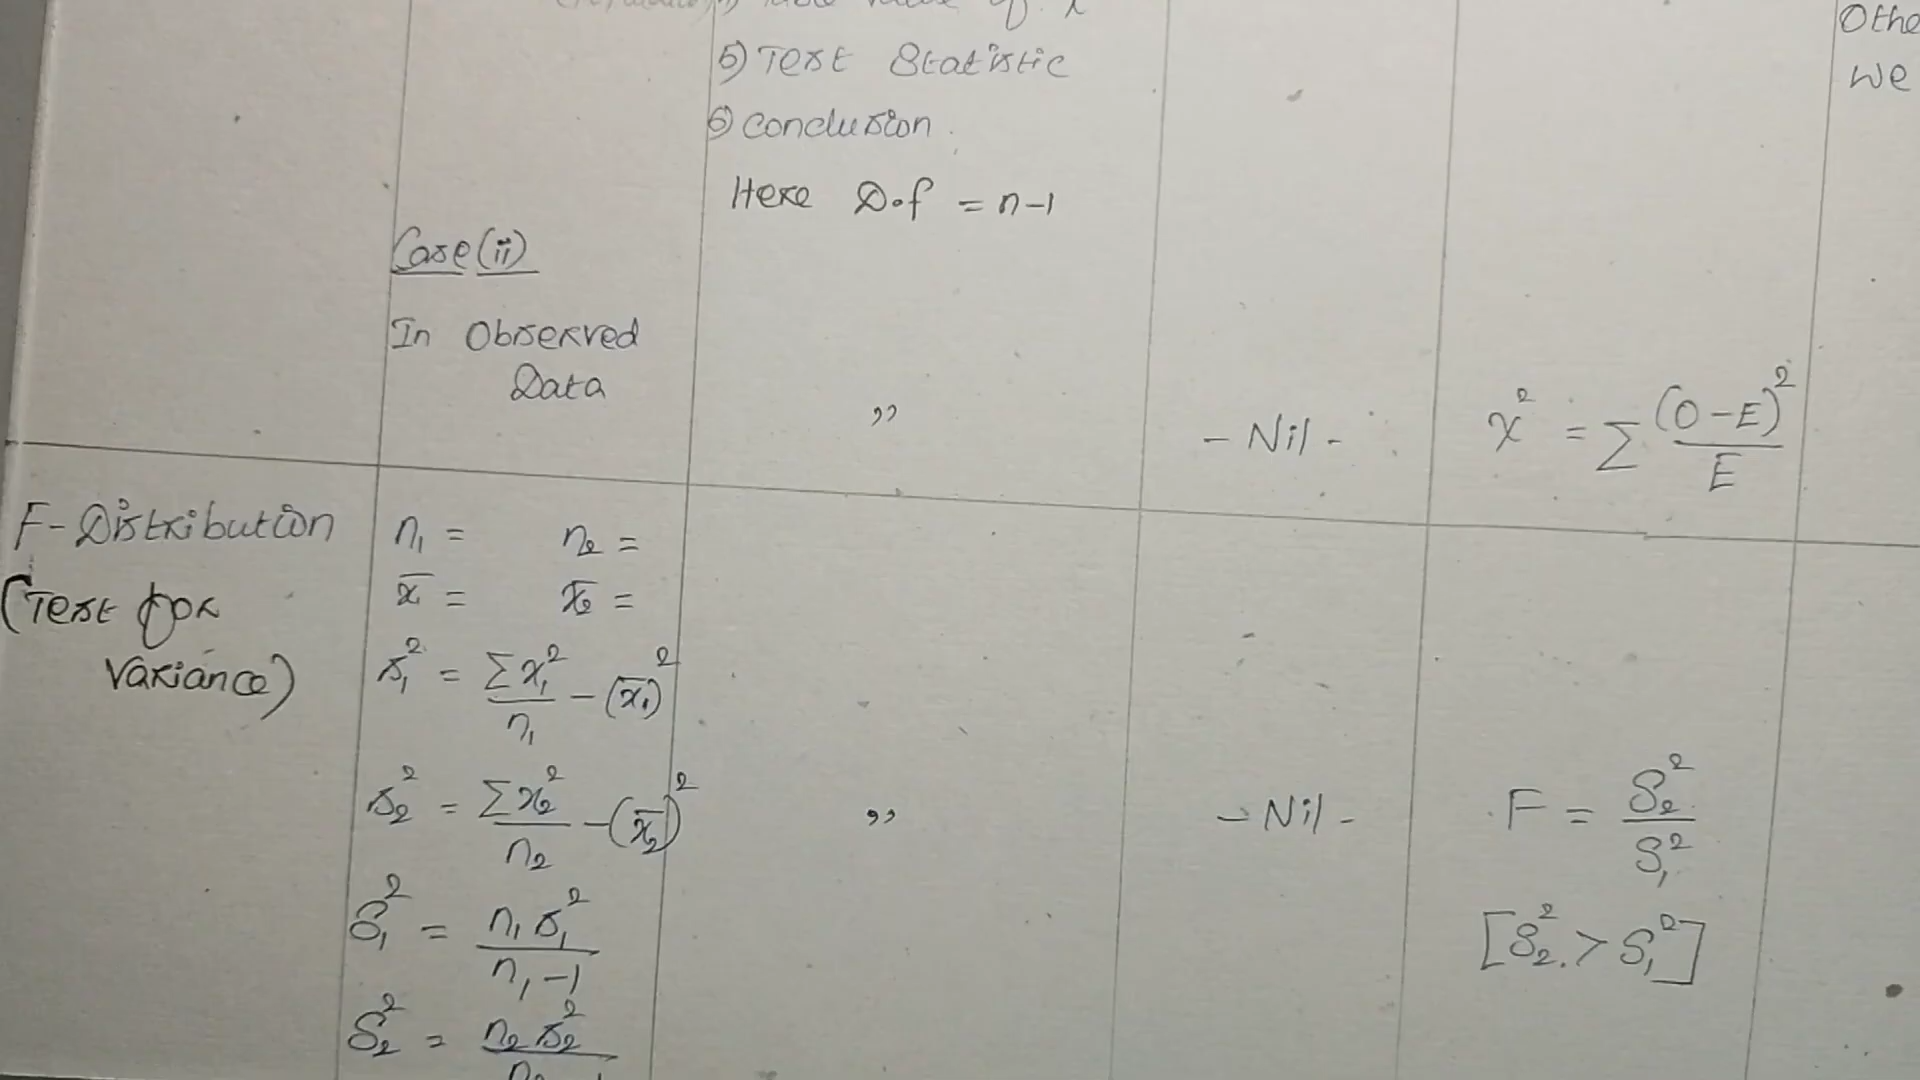 5) Test Statistic
6) Conclusion.
Here D.f = n-1
Othe
We
Case(ii)
In Observed
Data
"
- Nil -
χ² = Σ (O-E)² / E
F-Distribution
(Test for
Variance)
n₁ = n₂ =
x̄ = x̄₂ =
s₁² = Σx₁² / n₁ - (x̄₁)²
s₂² = Σx₂² / n₂ - (x̄₂)²
S₁² = n₁s₁² / n₁-1
S₂² = n₂s₂²
"
- Nil -
F = S₂² / S₁²
[S₂² > S₁²]